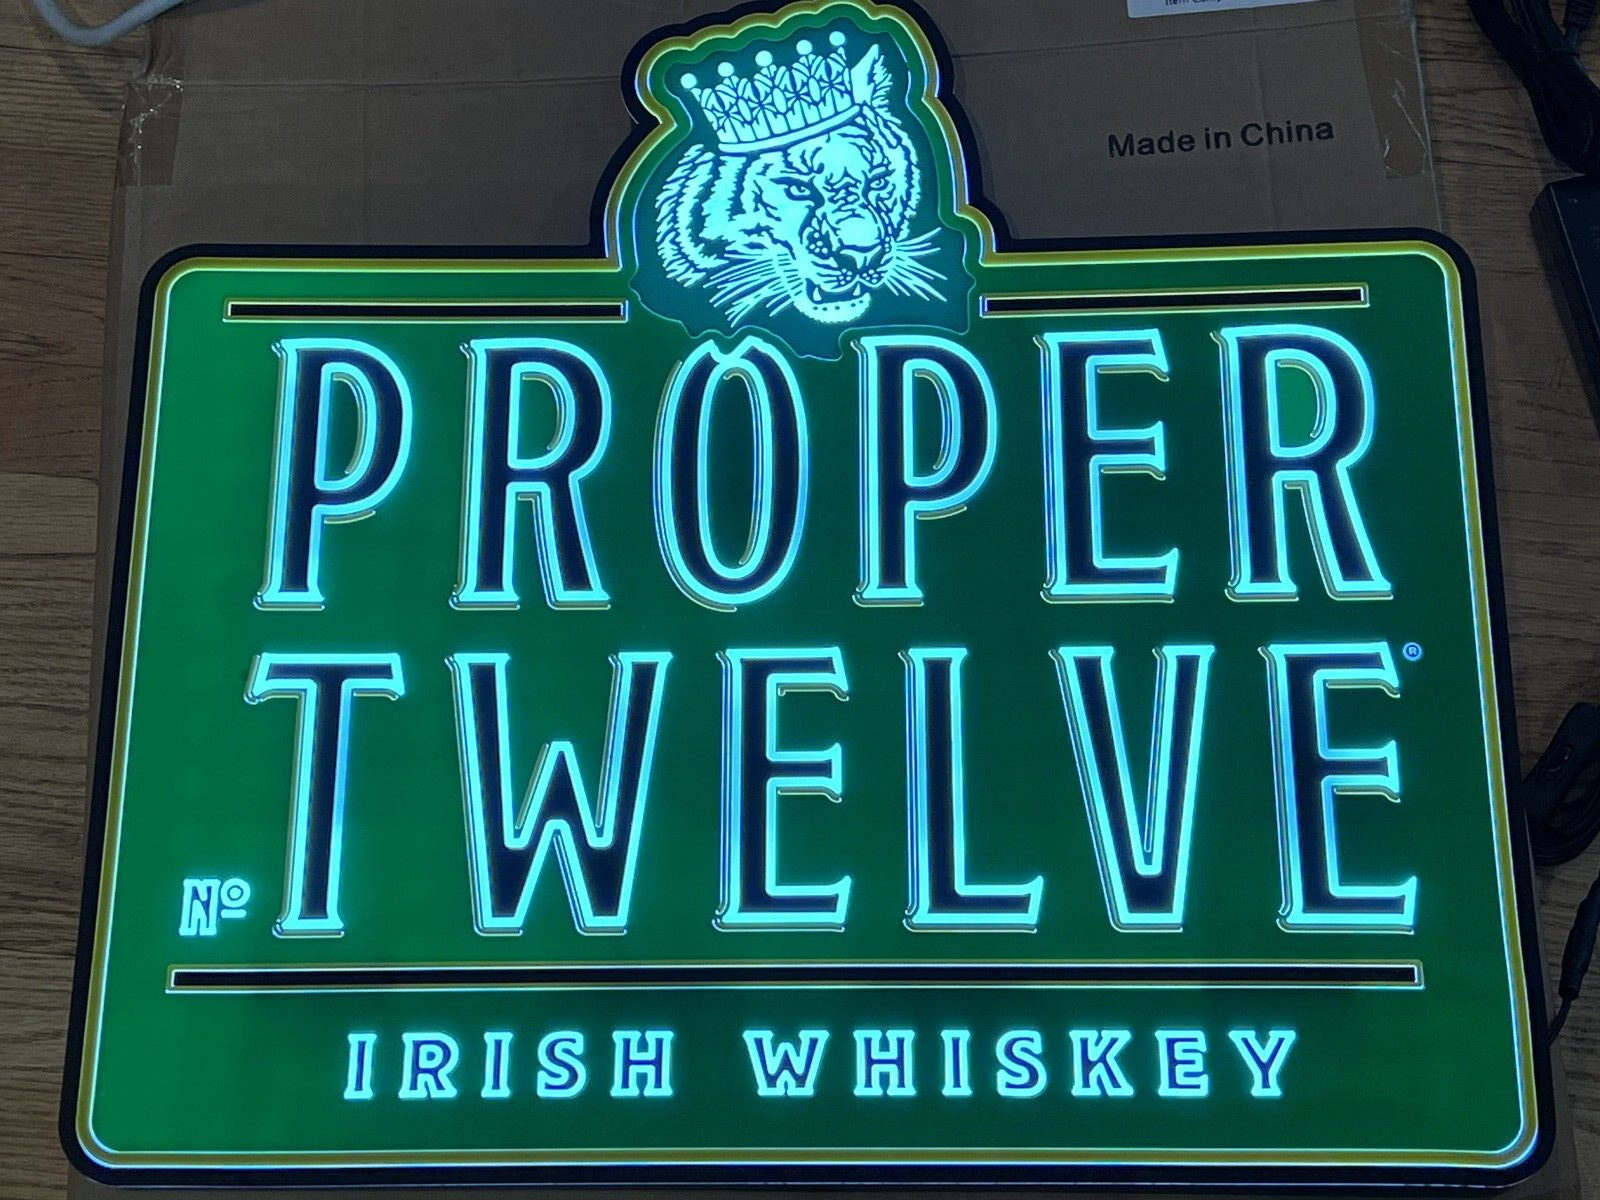 Made in China
PROPER
No TWELVE®
IRISH WHISKEY